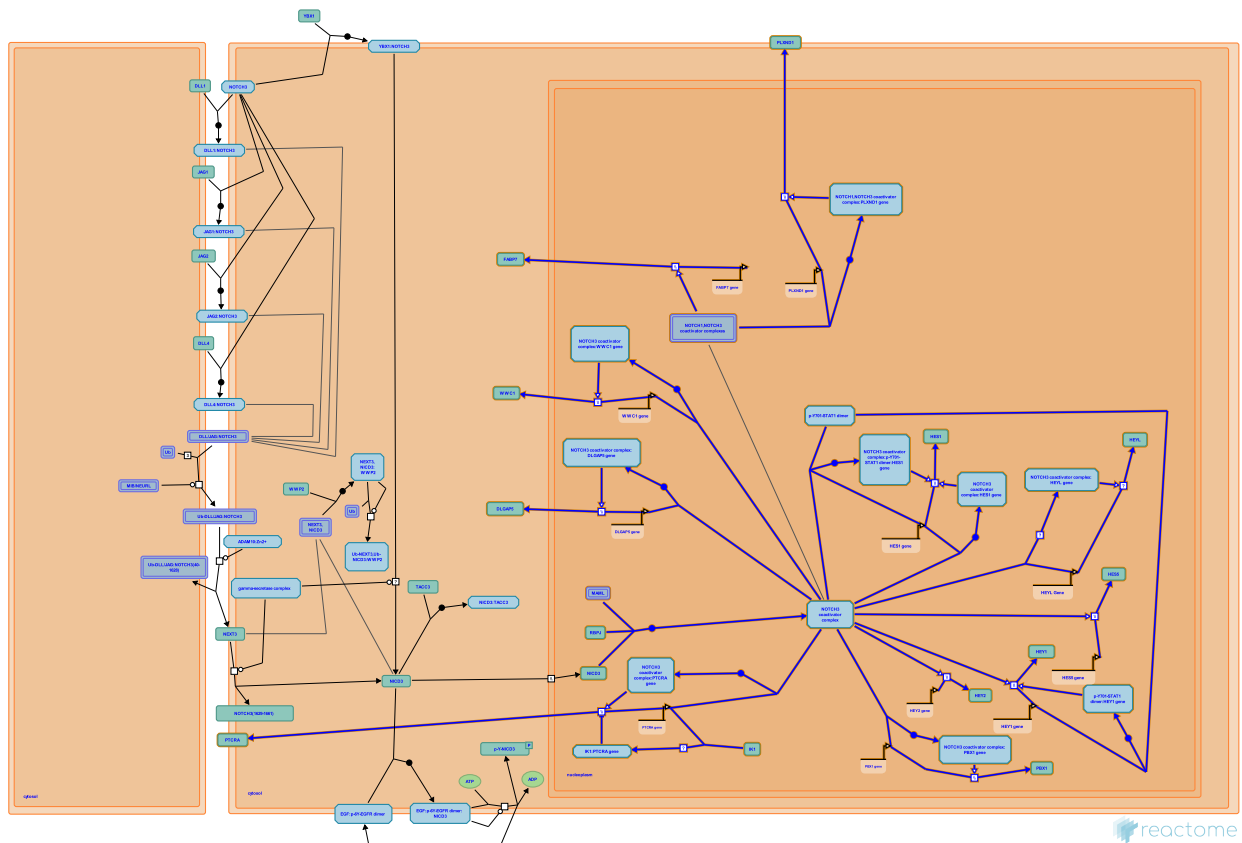 YBX1
YBX1:NOTCH3
PLXND1
DLL1
NOTCH3
DLL1:NOTCH3
JAG1
NOTCH1,NOTCH3 coactivator
complex:PLXND1 gene
JAG1:NOTCH3
JAG2
FABP7
FABP7 gene
PLXND1 gene
JAG2:NOTCH3
NOTCH1,NOTCH3
coactivator complexes
DLL4
NOTCH3 coactivator
complex:WWC1 gene
WWC1
WWC1 gene
DLL4:NOTCH3
p-Y701-STAT1 dimer
DLL/JAG:NOTCH3
HES1
HEYL
Ub
NOTCH3 coactivator complex:
DLGAP5 gene
NOTCH3
coactivator
complex: p-Y701-
STAT1 dimer:HES1
gene
NEXT3,
NICD3:
WWP2
MIB/NEURL
WWP2
NOTCH3
coactivator
complex:HES1 gene
NOTCH3 coactivator complex:
HEYL gene
Ub
DLGAP5
DLGAP5 gene
Ub-DLL/JAG:NOTCH3
NEXT3,
NICD3
HES1 gene
ADAM10:Zn2+
Ub-NEXT3,Ub-
NICD3:WWP2
Ub-DLL/JAG:NOTCH3(40-
1628)
HES5
HEYL Gene
gamma-secretase complex
TACC3
MAML
NICD3:TACC3
NOTCH3
coactivator
complex
NEXT3
RBPJ
HEY1
NICD3
NICD3
NOTCH3
coactivator
complex:PTCRA
gene
HES5 gene
HEY2
HEY2 gene
p-Y701-STAT1
dimer:HEY1 gene
NOTCH3(1629-1661)
HEY1 gene
PTCRA gene
PTCRA
IK1:PTCRA gene
IK1
NOTCH3 coactivator complex:
PBX1 gene
p-Y-NICD3
P
PBX1 gene
PBX1
nucleoplasm
ATP
ADP
cytosol
cytosol
EGF: p-6Y-EGFR dimer
EGF: p-6Y-EGFR dimer:
NICD3
reactome